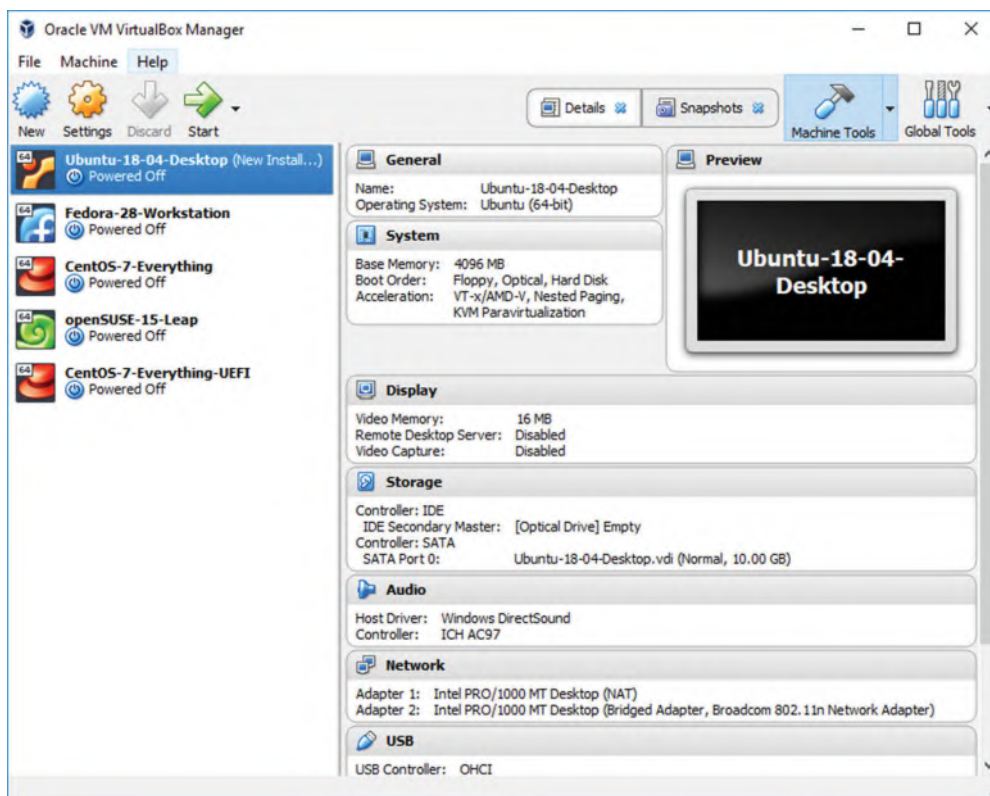 Oracle VM VirtualBox Manager
File Machine Help
New Settings Discard Start
Details Snapshots
Machine Tools Global Tools
64 Ubuntu-18-04-Desktop (New Install...)
Powered Off
64 Fedora-28-Workstation
Powered Off
64 CentOS-7-Everything
Powered Off
64 openSUSE-15-Leap
Powered Off
64 CentOS-7-Everything-UEFI
Powered Off
General
Name: Ubuntu-18-04-Desktop
Operating System: Ubuntu (64-bit)
System
Base Memory: 4096 MB
Boot Order: Floppy, Optical, Hard Disk
Acceleration: VT-x/AMD-V, Nested Paging,
KVM Paravirtualization
Preview
Ubuntu-18-04-
Desktop
Display
Video Memory: 16 MB
Remote Desktop Server: Disabled
Video Capture: Disabled
Storage
Controller: IDE
IDE Secondary Master: [Optical Drive] Empty
Controller: SATA
SATA Port 0: Ubuntu-18-04-Desktop.vdi (Normal, 10.00 GB)
Audio
Host Driver: Windows DirectSound
Controller: ICH AC97
Network
Adapter 1: Intel PRO/1000 MT Desktop (NAT)
Adapter 2: Intel PRO/1000 MT Desktop (Bridged Adapter, Broadcom 802.11n Network Adapter)
USB
USB Controller: OHCI